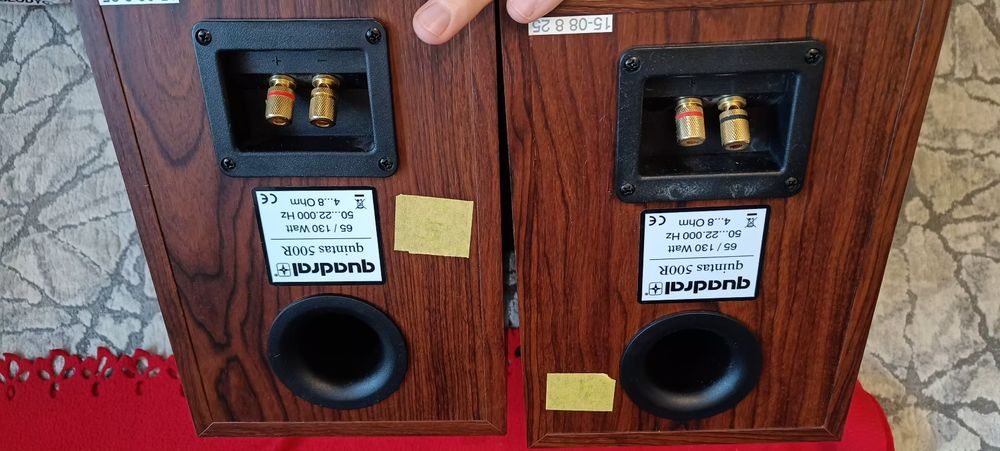 15-08 8 25
+ −
+ −
quadral
quintas 500R
65 / 130 Watt
50...22.000 Hz
4...8 Ohm CE
quadral®
quintas 500R
65 / 130 Watt
50...22.000 Hz
4...8 Ohm CE